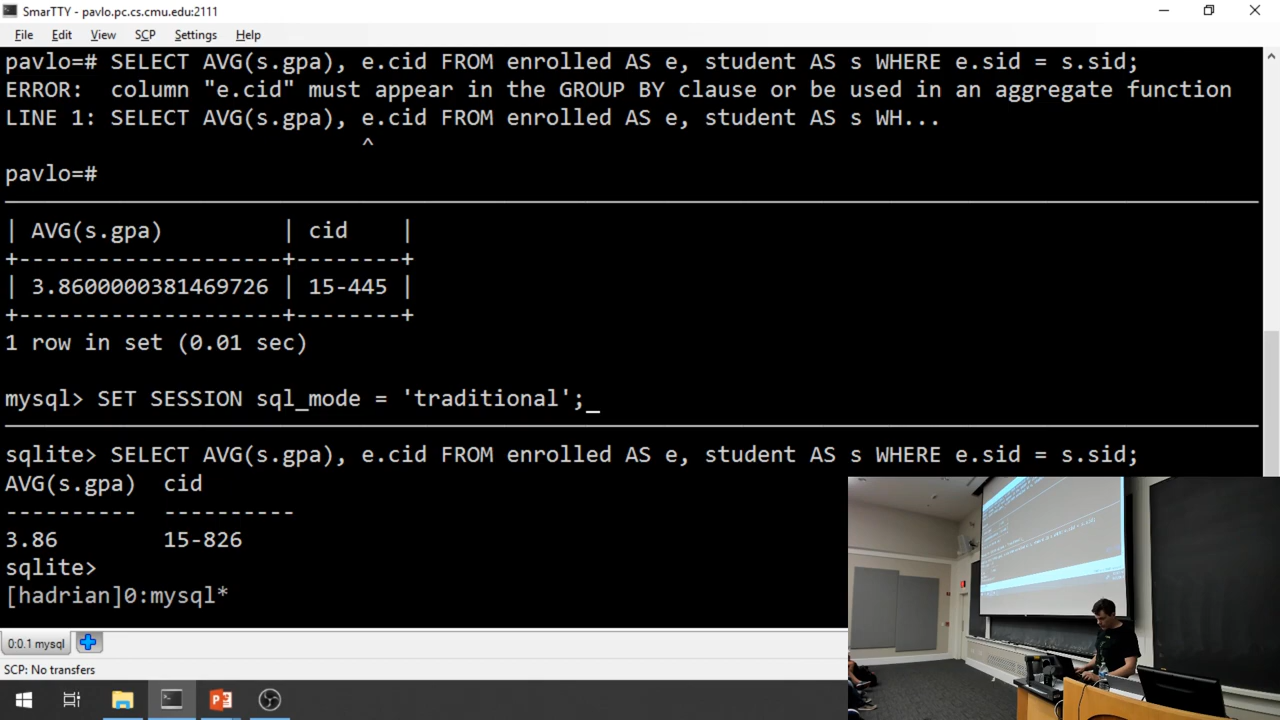 SmarTTY - pavlo.pc.cs.cmu.edu:2111
File Edit View SCP Settings Help
pavlo=# SELECT AVG(s.gpa), e.cid FROM enrolled AS e, student AS s WHERE e.sid = s.sid;
ERROR:  column "e.cid" must appear in the GROUP BY clause or be used in an aggregate function
LINE 1: SELECT AVG(s.gpa), e.cid FROM enrolled AS e, student AS s WH...
^
pavlo=#
| AVG(s.gpa) | cid |
+--------------------+--------+
| 3.8600000381469726 | 15-445 |
+--------------------+--------+
1 row in set (0.01 sec)
mysql> SET SESSION sql_mode = 'traditional';_
sqlite> SELECT AVG(s.gpa), e.cid FROM enrolled AS e, student AS s WHERE e.sid = s.sid;
AVG(s.gpa)  cid
----------  ----------
3.86        15-826
sqlite>
[hadrian]0:mysql*
0:0.1 mysql
SCP: No transfers